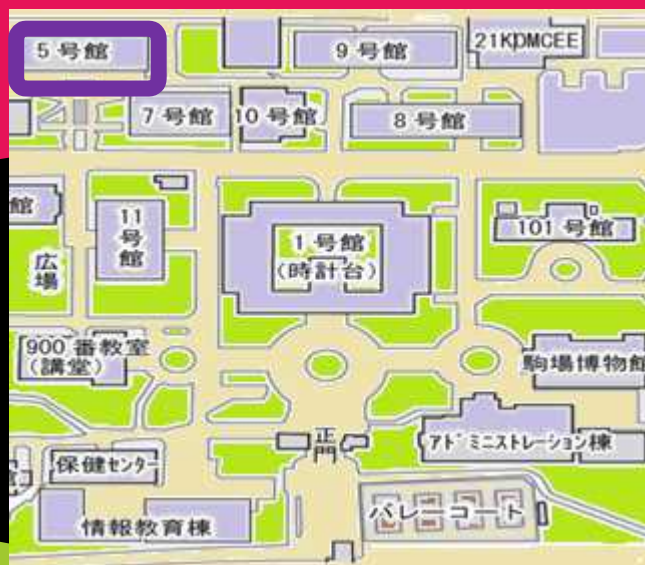 5号館
9号館
21KOMCEE
7号館
10号館
8号館
館
11号館
1号館
(時計台)
101号館
広場
900番教室
(講堂)
駒場博物館
正門
アドミニストレーション棟
保健センター
館
バレーコート
情報教育棟